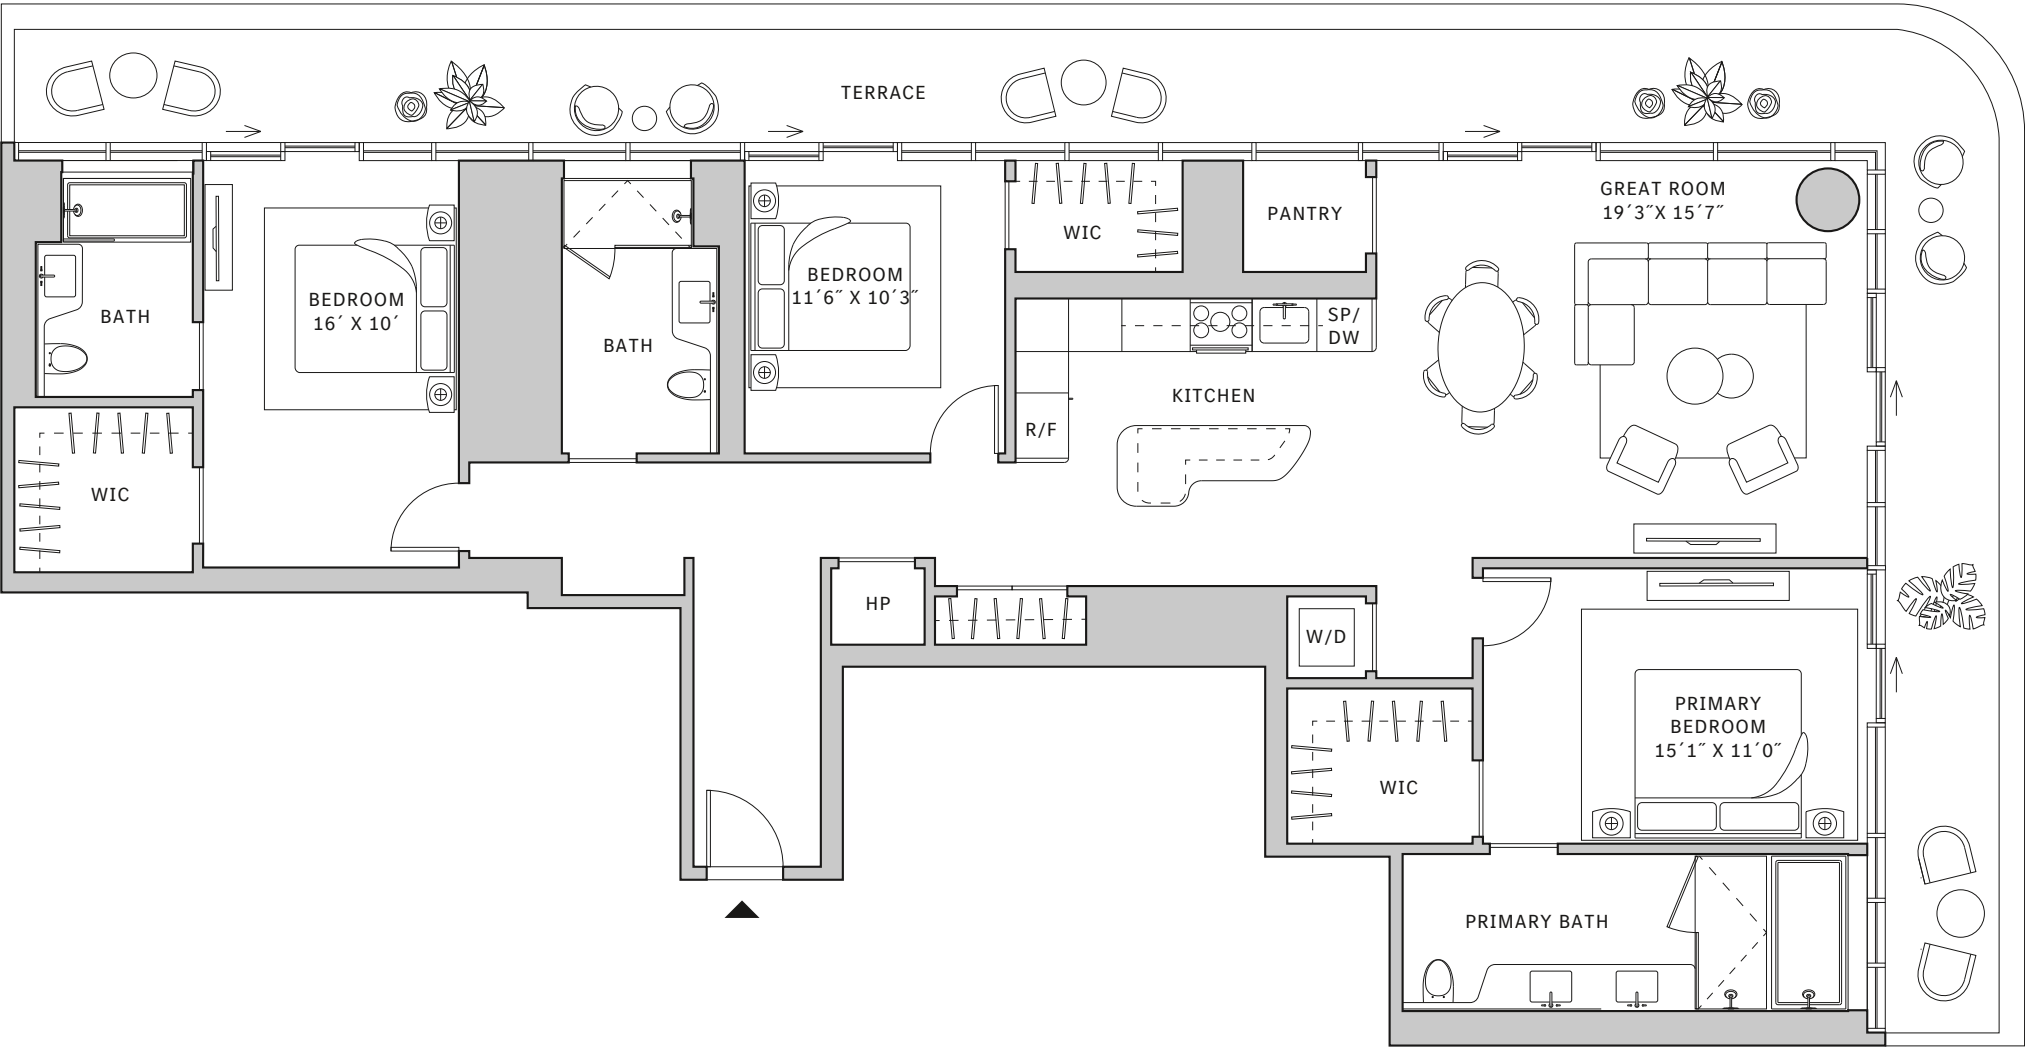 TERRACE
GREAT ROOM
19´3˝X 15´7˝
PANTRY
WIC
BEDROOM
11´6˝ X 10´3˝
BEDROOM
16´ X 10´
BATH
BATH
SP/
DW
KITCHEN
R/F
WIC
HP
W/D
PRIMARY
BEDROOM
15´1˝ X 11´0˝
WIC
PRIMARY BATH